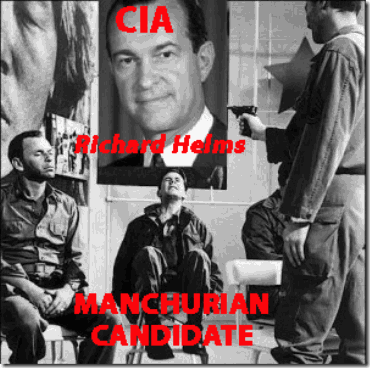 CIA
Richard Helms
MANCHURIAN
CANDIDATE